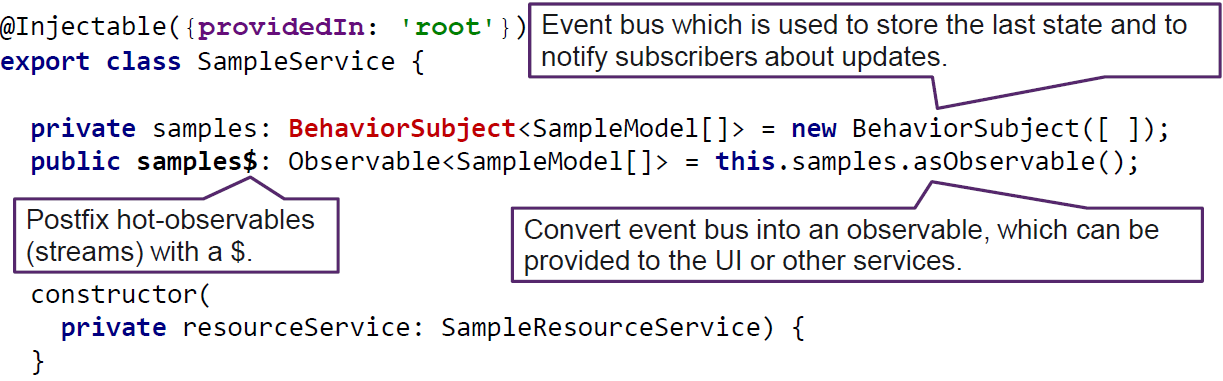 @Injectable({providedIn: 'root'})
Event bus which is used to store the last state and to
notify subscribers about updates.
export class SampleService {
private samples: BehaviorSubject<SampleModel[]> = new BehaviorSubject([ ]);
public samples$: Observable<SampleModel[]> = this.samples.asObservable();
Postfix hot-observables
(streams) with a $.
Convert event bus into an observable, which can be
provided to the UI or other services.
constructor(
private resourceService: SampleResourceService) {
}